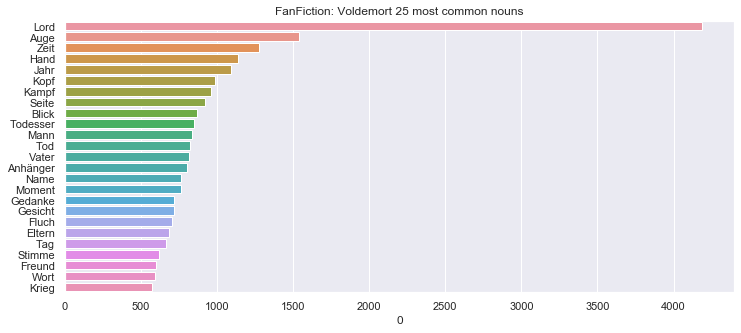 FanFiction: Voldemort 25 most common nouns
Lord
Auge
Zeit
Hand
Jahr
Kopf
Kampf
Seite
Blick
Todesser
Mann
Tod
Vater
Anhänger
Name
Moment
Gedanke
Gesicht
Fluch
Eltern
Tag
Stimme
Freund
Wort
Krieg
0 500 1000 1500 2000 2500 3000 3500 4000
0